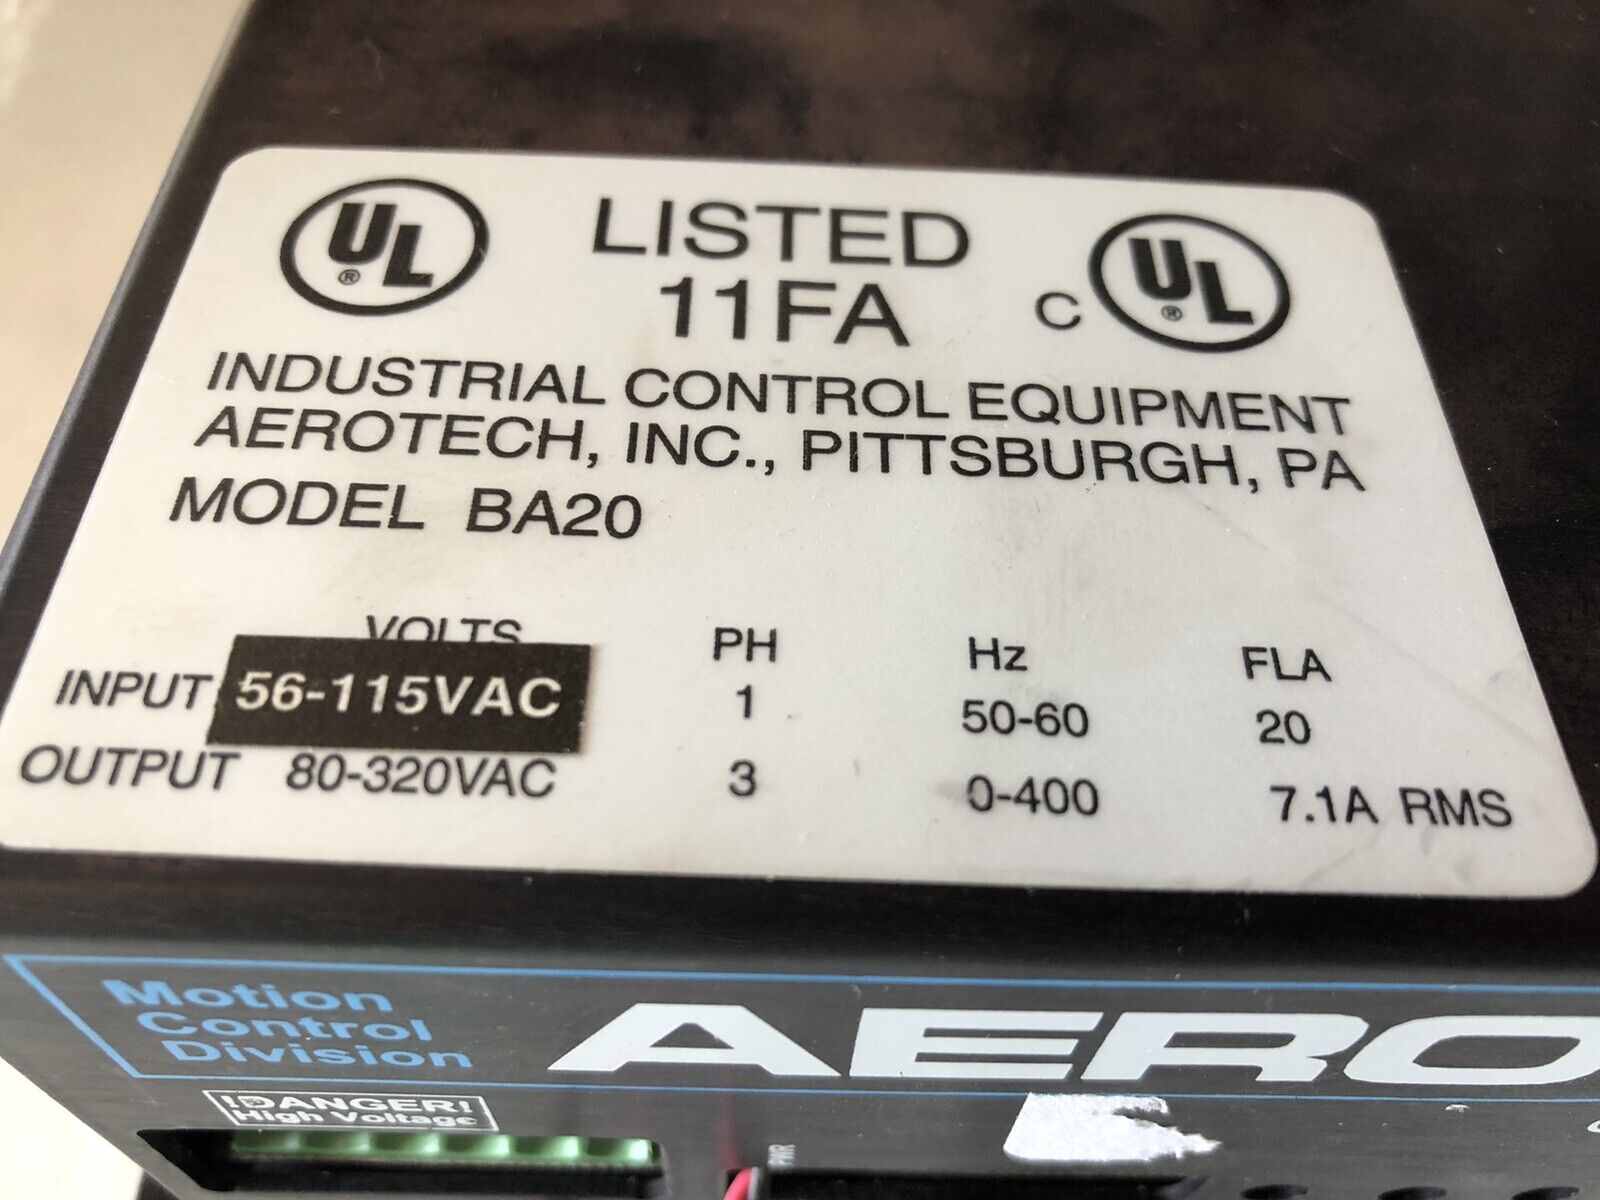 UL ® LISTED C UL ®
11FA
INDUSTRIAL CONTROL EQUIPMENT
AEROTECH, INC., PITTSBURGH, PA
MODEL BA20
VOLTS PH Hz FLA
INPUT 56-115VAC 1 50-60 20
OUTPUT 80-320VAC 3 0-400 7.1A RMS
Motion
Control
Division
AERO
!DANGER!
High Voltage
PWR